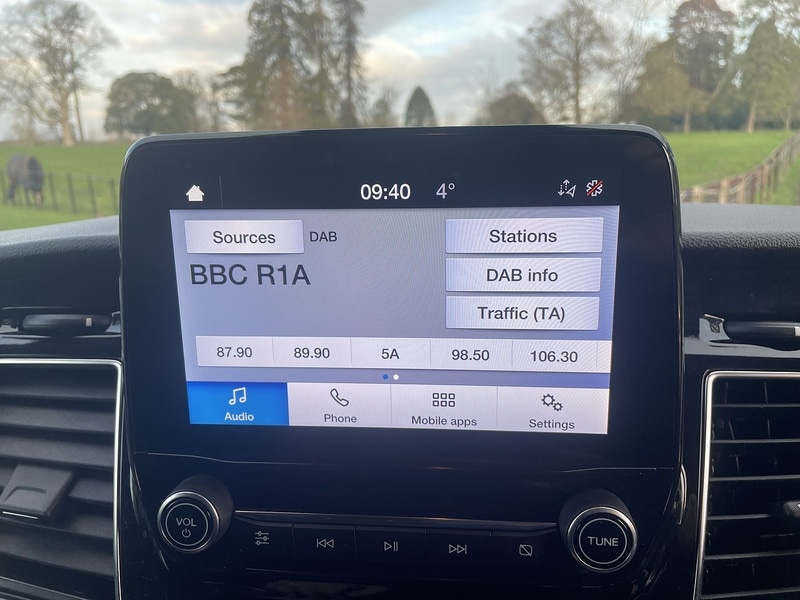 09:40 4°
Sources DAB Stations
BBC R1A DAB info
Traffic (TA)
87.90 89.90 5A 98.50 106.30
Audio Phone Mobile apps Settings
VOL TUNE